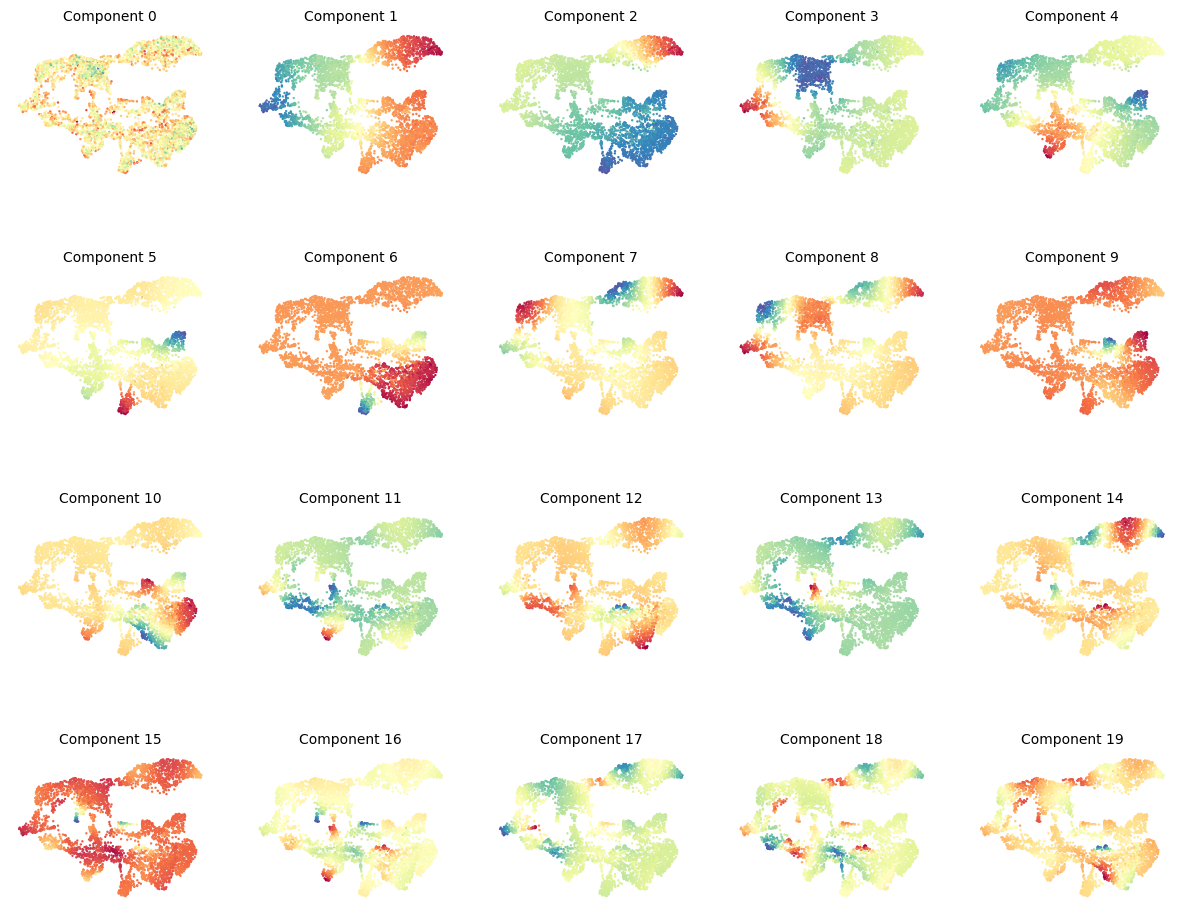 Component 0
Component 1
Component 2
Component 3
Component 4
Component 5
Component 6
Component 7
Component 8
Component 9
Component 10
Component 11
Component 12
Component 13
Component 14
Component 15
Component 16
Component 17
Component 18
Component 19